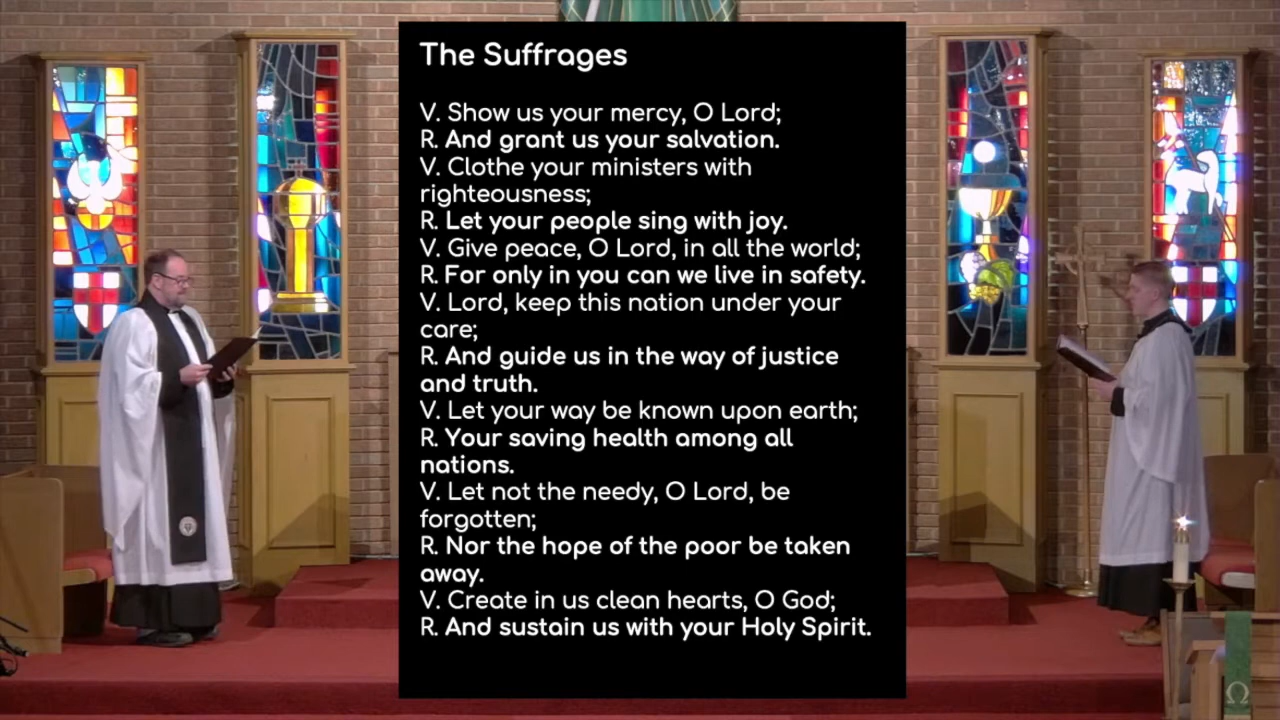 The Suffrages
V. Show us your mercy, O Lord;
R. And grant us your salvation.
V. Clothe your ministers with
righteousness;
R. Let your people sing with joy.
V. Give peace, O Lord, in all the world;
R. For only in you can we live in safety.
V. Lord, keep this nation under your
care;
R. And guide us in the way of justice
and truth.
V. Let your way be known upon earth;
R. Your saving health among all
nations.
V. Let not the needy, O Lord, be
forgotten;
R. Nor the hope of the poor be taken
away.
V. Create in us clean hearts, O God;
R. And sustain us with your Holy Spirit.
Ω